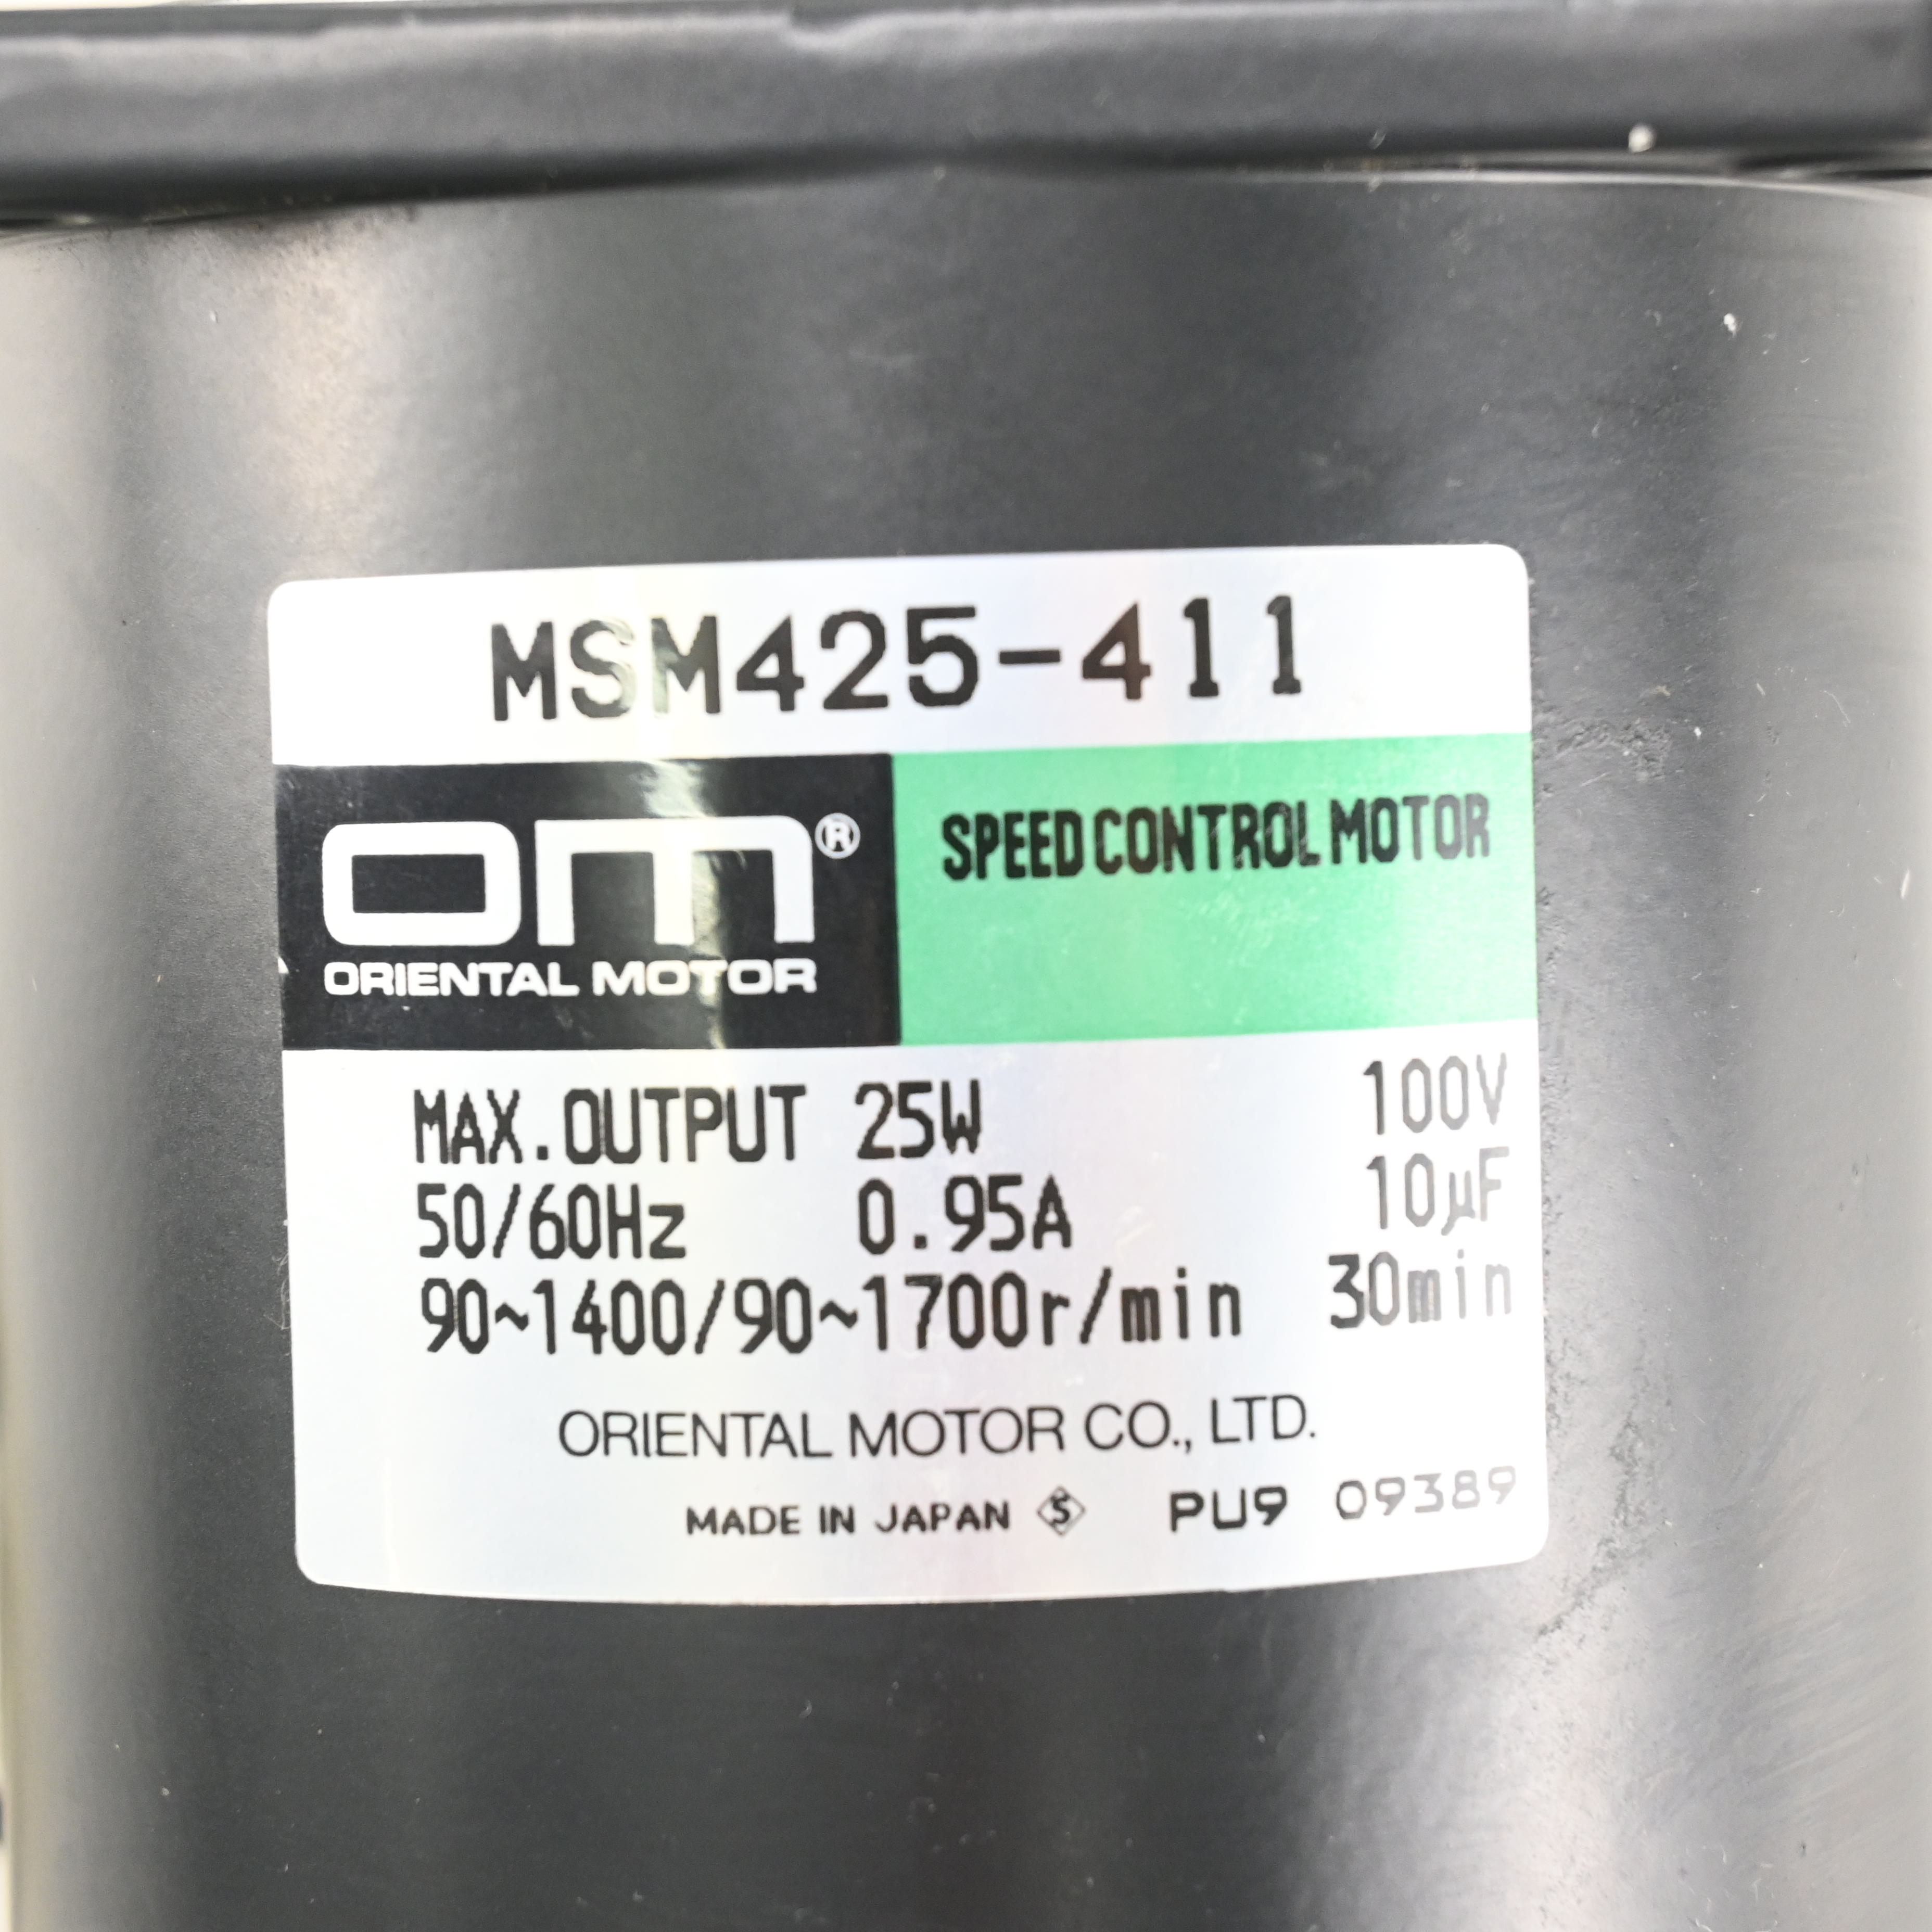 MSM425-411
om®
ORIENTAL MOTOR
SPEED CONTROL MOTOR
MAX.OUTPUT 25W 100V
50/60Hz 0.95A 10µF
90~1400/90~1700r/min 30min
ORIENTAL MOTOR CO., LTD.
MADE IN JAPAN S PU9 09389